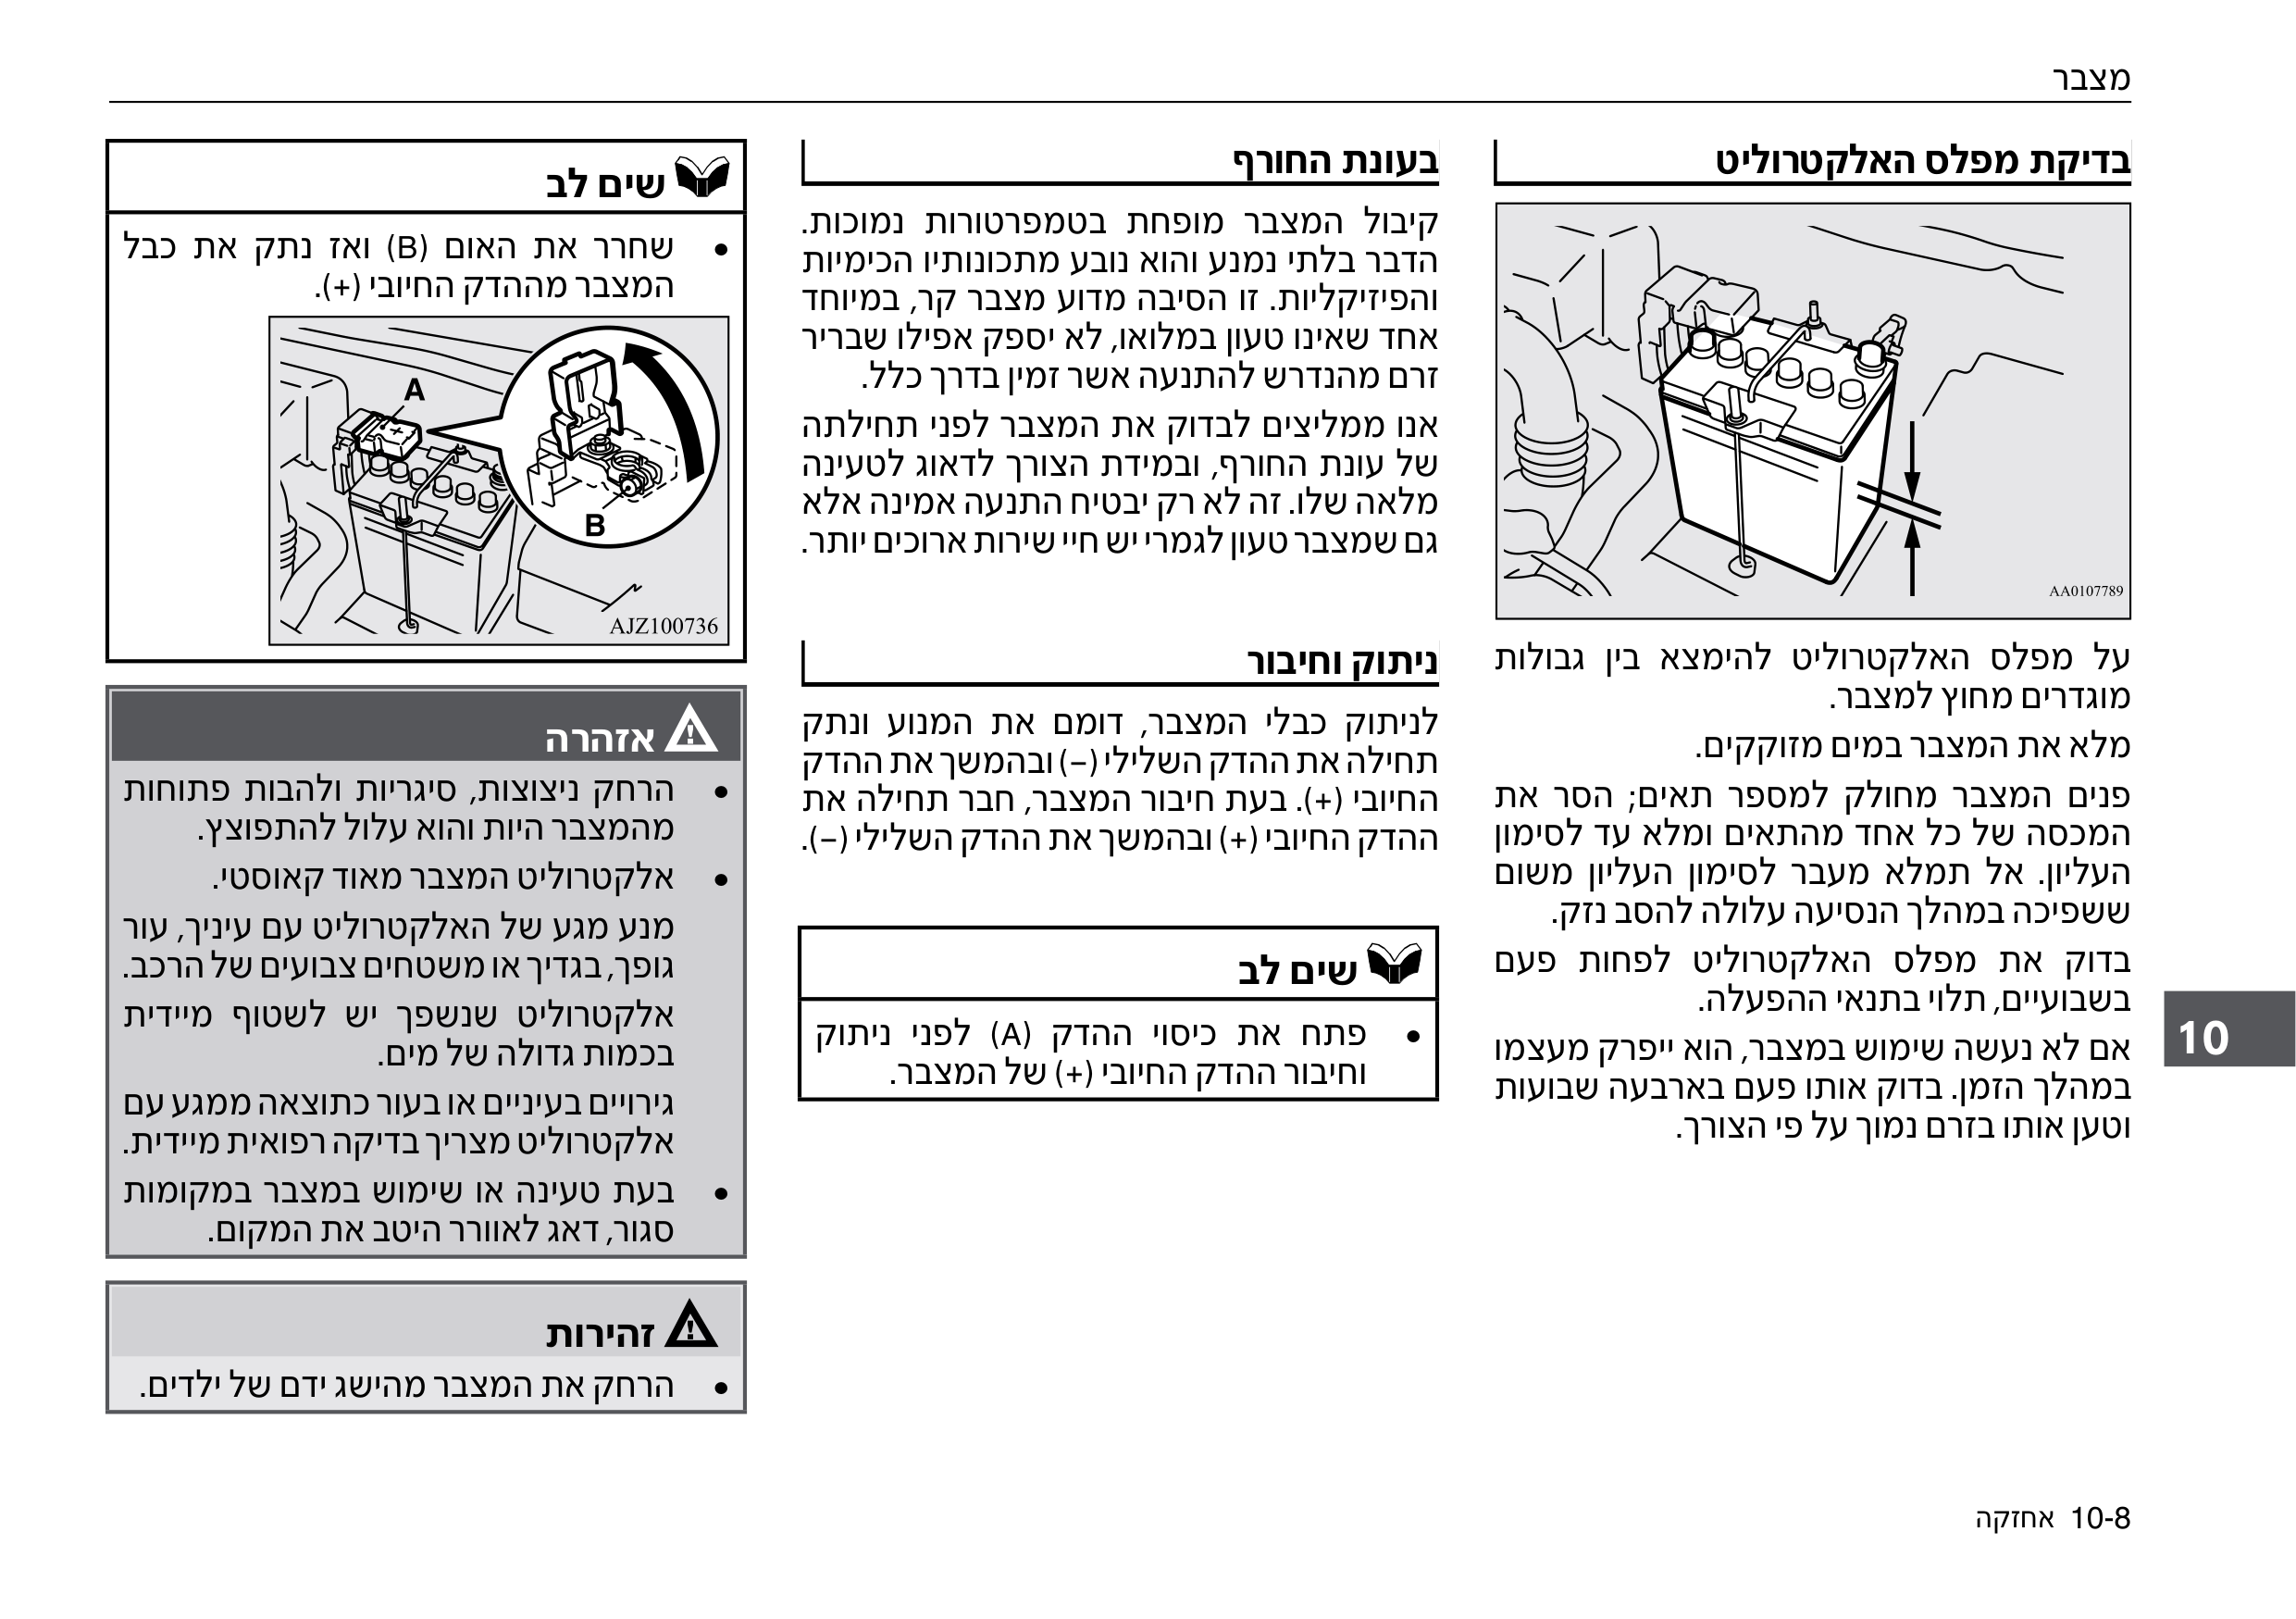 מצבר
בדיקת מפלס האלקטרוליט
AA0107789
על מפלס האלקטרוליט להימצא בין גבולות
מוגדרים מחוץ למצבר.
מלא את המצבר במים מזוקקים.
פנים המצבר מחולק למספר תאים; הסר את
המכסה של כל אחד מהתאים ומלא עד לסימון
העליון. אל תמלא מעבר לסימון העליון משום
ששפיכה במהלך הנסיעה עלולה להסב נזק.
בדוק את מפלס האלקטרוליט לפחות פעם
בשבועיים, תלוי בתנאי ההפעלה.
אם לא נעשה שימוש במצבר, הוא ייפרק מעצמו
במהלך הזמן. בדוק אותו פעם בארבעה שבועות
וטען אותו בזרם נמוך על פי הצורך.
בעונת החורף
קיבול המצבר מופחת בטמפרטורות נמוכות.
הדבר בלתי נמנע והוא נובע מתכונותיו הכימיות
והפיזיקליות. זו הסיבה מדוע מצבר קר, במיוחד
אחד שאינו טעון במלואו, לא יספק אפילו שבריר
זרם מהנדרש להתנעה אשר זמין בדרך כלל.
אנו ממליצים לבדוק את המצבר לפני תחילתה
של עונת החורף, ובמידת הצורך לדאוג לטעינה
מלאה שלו. זה לא רק יבטיח התנעה אמינה אלא
גם שמצבר טעון לגמרי יש חיי שירות ארוכים יותר.
ניתוק וחיבור
לניתוק כבלי המצבר, דומם את המנוע ונתק
תחילה את ההדק השלילי (–) ובהמשך את ההדק
החיובי (+). בעת חיבור המצבר, חבר תחילה את
ההדק החיובי (+) ובהמשך את ההדק השלילי (–).
שים לב
• פתח את כיסוי ההדק (A) לפני ניתוק
וחיבור ההדק החיובי (+) של המצבר.
שים לב
• שחרר את האום (B) ואז נתק את כבל
המצבר מההדק החיובי (+).
A
B
AJZ100736
אזהרה
• הרחק ניצוצות, סיגריות ולהבות פתוחות
מהמצבר היות והוא עלול להתפוצץ.
• אלקטרוליט המצבר מאוד קאוסטי.
מנע מגע של האלקטרוליט עם עיניך, עור
גופך, בגדיך או משטחים צבועים של הרכב.
אלקטרוליט שנשפך יש לשטוף מיידית
בכמות גדולה של מים.
גירויים בעיניים או בעור כתוצאה ממגע עם
אלקטרוליט מצריך בדיקה רפואית מיידית.
• בעת טעינה או שימוש במצבר במקומות
סגור, דאג לאוורר היטב את המקום.
זהירות
• הרחק את המצבר מהישג ידם של ילדים.
10
10-8 אחזקה